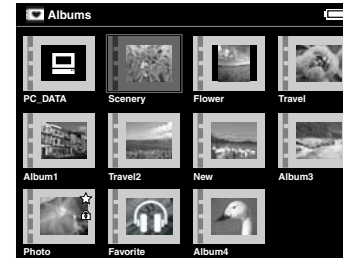 Albums
PC_DATA Scenery Flower Travel
Album1 Travel2 New Album3
Photo Favorite Album4